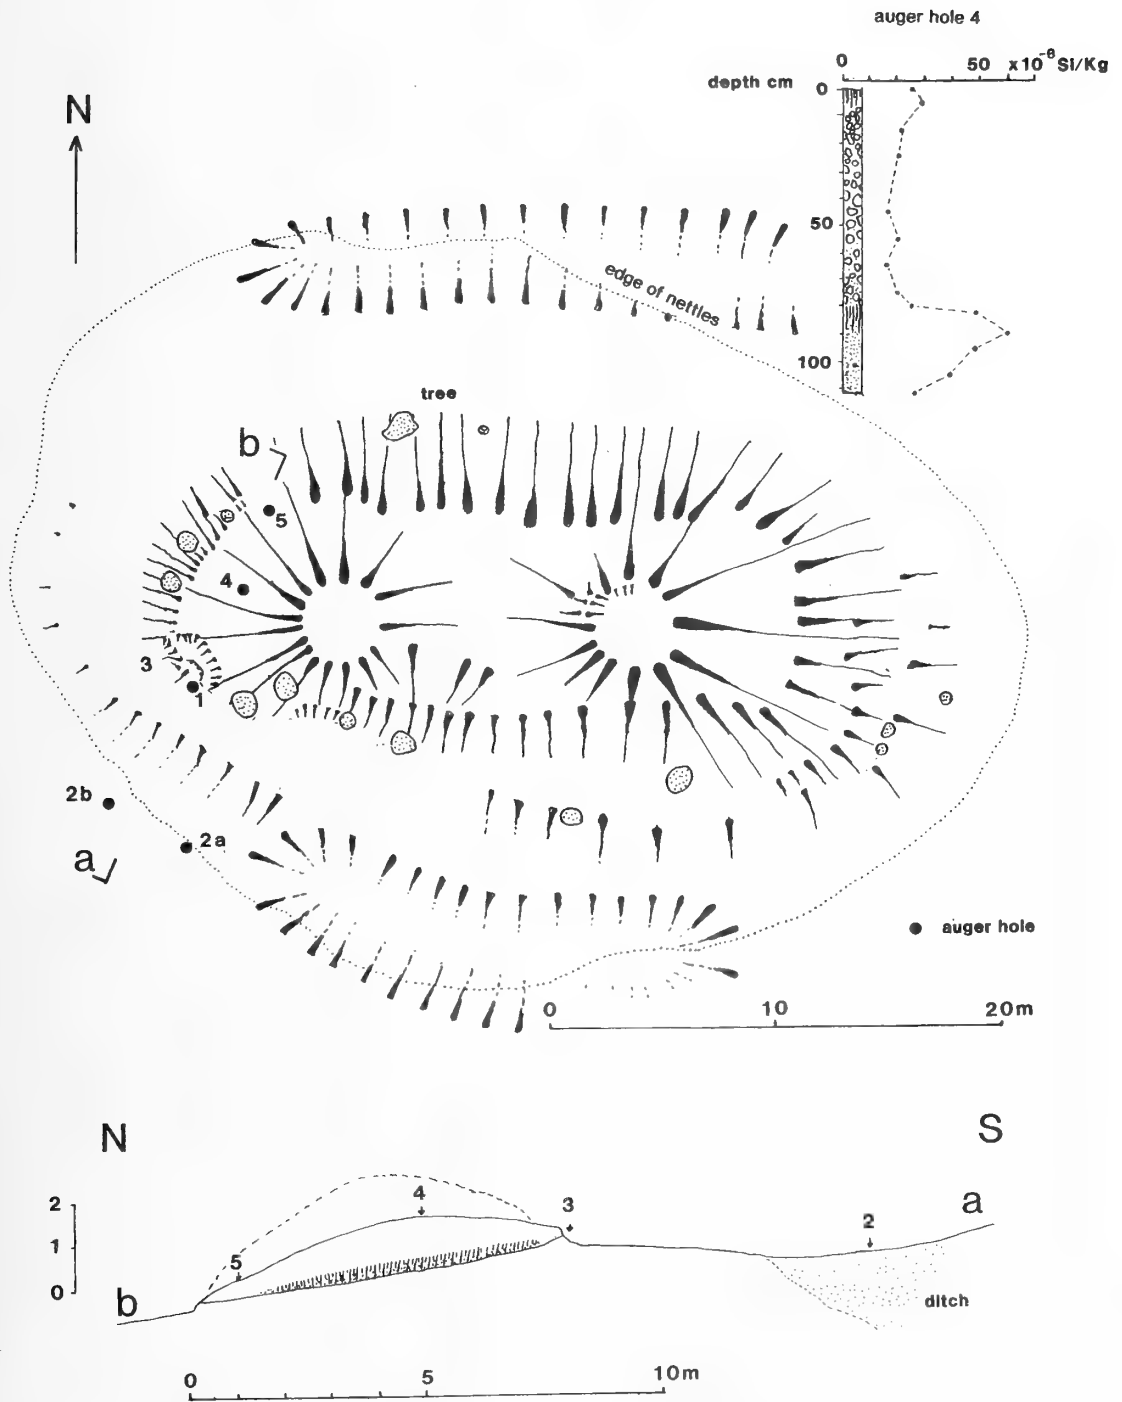 auger hole 4
0 50 x10⁻⁶ SI/Kg
depth cm 0
N
50
edge of nettles
100
tree
b
5
4
3
1
2b
2a
a
auger hole
0 10 20m
N S
2 4 3 2 a
1
5
0
b ditch
0 5 10m